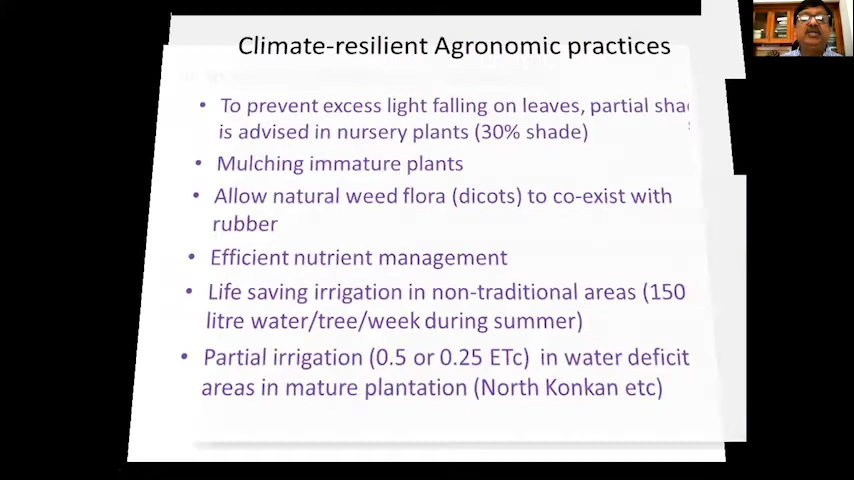 Climate-resilient Agronomic practices
• To prevent excess light falling on leaves, partial
is advised in nursery plants (30% shade)
• Mulching immature plants
• Allow natural weed flora (dicots) to co-exist with
rubber
• Efficient nutrient management
• Life saving irrigation in non-traditional areas (150
litre water/tree/week during summer)
• Partial irrigation (0.5 or 0.25 ETc) in water deficit
areas in mature plantation (North Konkan etc)